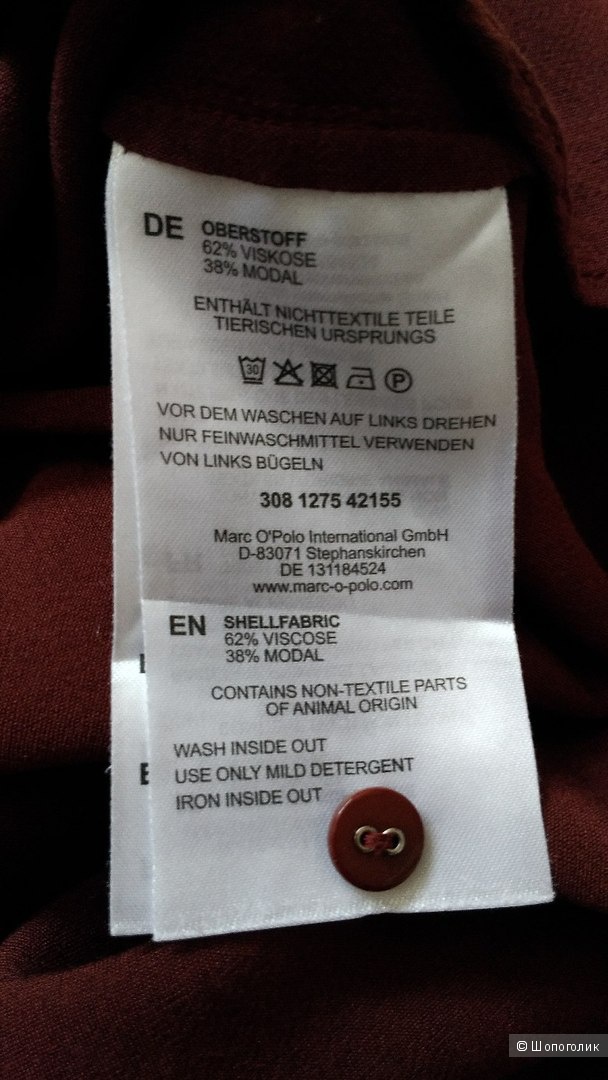 DE OBERSTOFF
62% VISKOSE
38% MODAL
ENTHÄLT NICHTTEXTILE TEILE
TIERISCHEN URSPRUNGS
30
P
VOR DEM WASCHEN AUF LINKS DREHEN
NUR FEINWASCHMITTEL VERWENDEN
VON LINKS BÜGELN
308 1275 42155
Marc O'Polo International GmbH
D-83071 Stephanskirchen
DE 131184524
www.marc-o-polo.com
EN SHELLFABRIC
62% VISCOSE
38% MODAL
CONTAINS NON-TEXTILE PARTS
OF ANIMAL ORIGIN
WASH INSIDE OUT
USE ONLY MILD DETERGENT
IRON INSIDE OUT
© Шопоголик